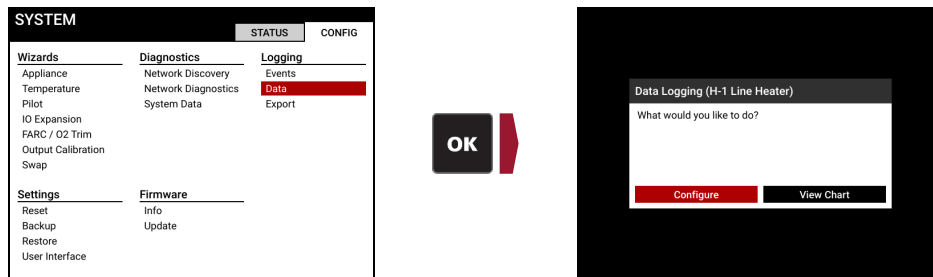 SYSTEM
STATUS CONFIG
Wizards
Appliance
Temperature
Pilot
IO Expansion
FARC / O2 Trim
Output Calibration
Swap
Diagnostics
Network Discovery
Network Diagnostics
System Data
Logging
Events
Data
Export
Settings
Reset
Backup
Restore
User Interface
Firmware
Info
Update
OK
Data Logging (H-1 Line Heater)
What would you like to do?
Configure View Chart